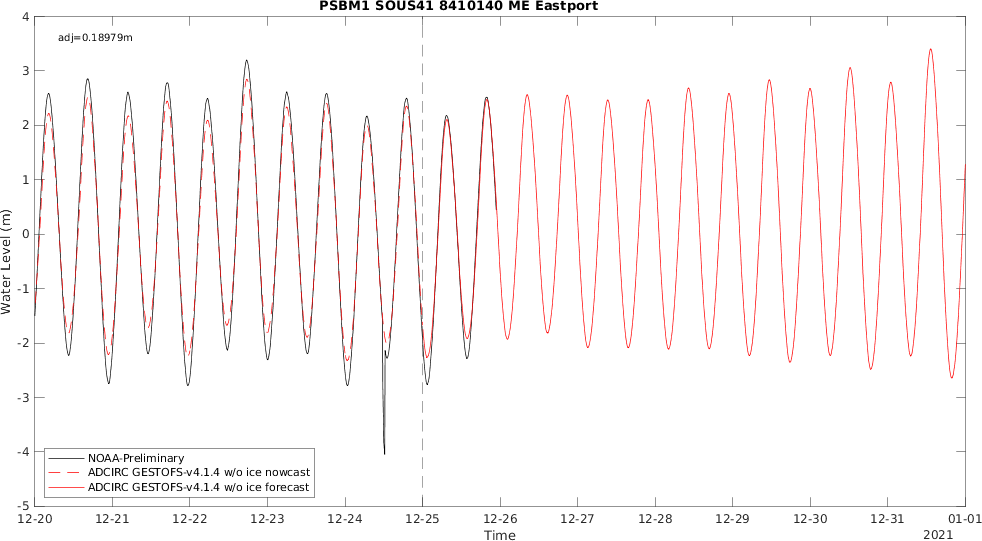 PSBM1 SOUS41 8410140 ME Eastport
adj=0.18979m
4
3
2
1
0
-1
-2
-3
-4
-5
Water Level (m)
NOAA-Preliminary
ADCIRC GESTOFS-v4.1.4 w/o ice nowcast
ADCIRC GESTOFS-v4.1.4 w/o ice forecast
12-20 12-21 12-22 12-23 12-24 12-25 12-26 12-27 12-28 12-29 12-30 12-31 01-01
Time 2021